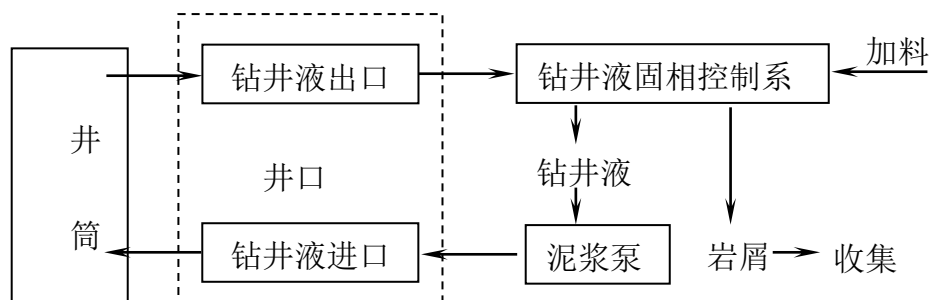 钻井液出口
钻井液固相控制系
加料
井
井口
钻井液
筒
钻井液进口
泥浆泵
岩屑
收集